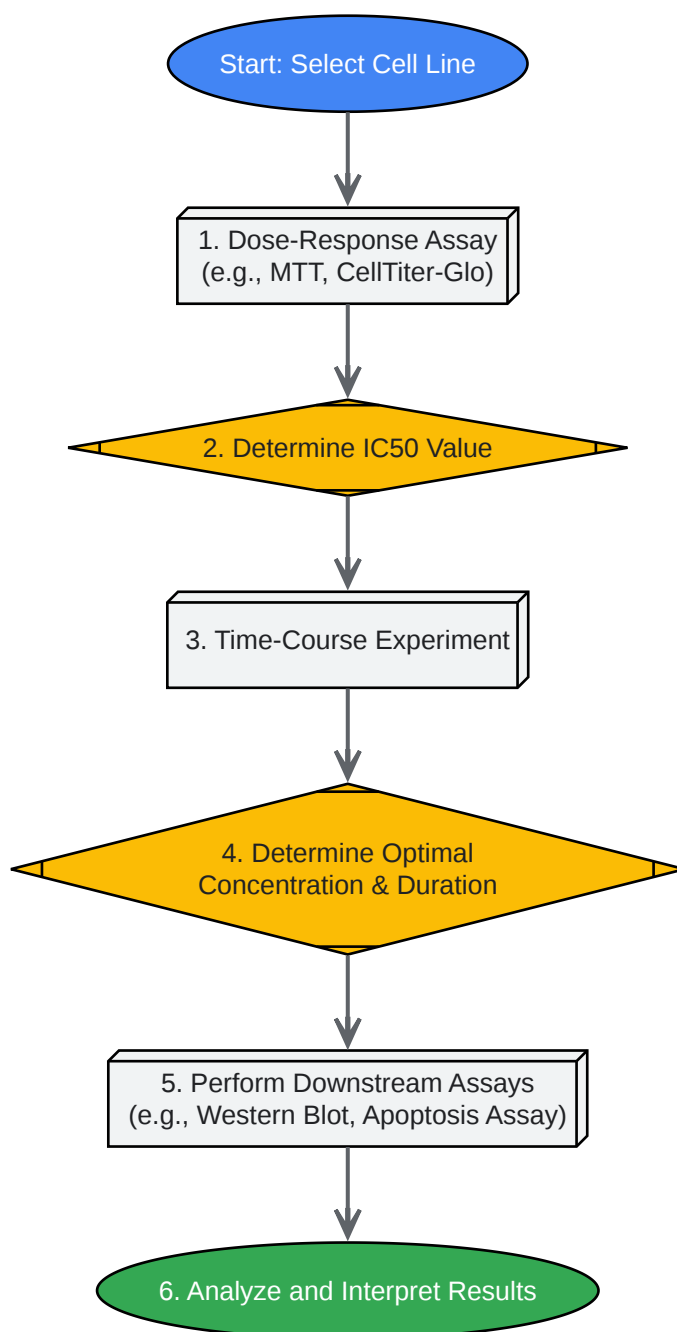 Start: Select Cell Line
1. Dose-Response Assay
(e.g., MTT, CellTiter-Glo)
2. Determine IC50 Value
3. Time-Course Experiment
4. Determine Optimal
Concentration & Duration
5. Perform Downstream Assays
(e.g., Western Blot, Apoptosis Assay)
6. Analyze and Interpret Results